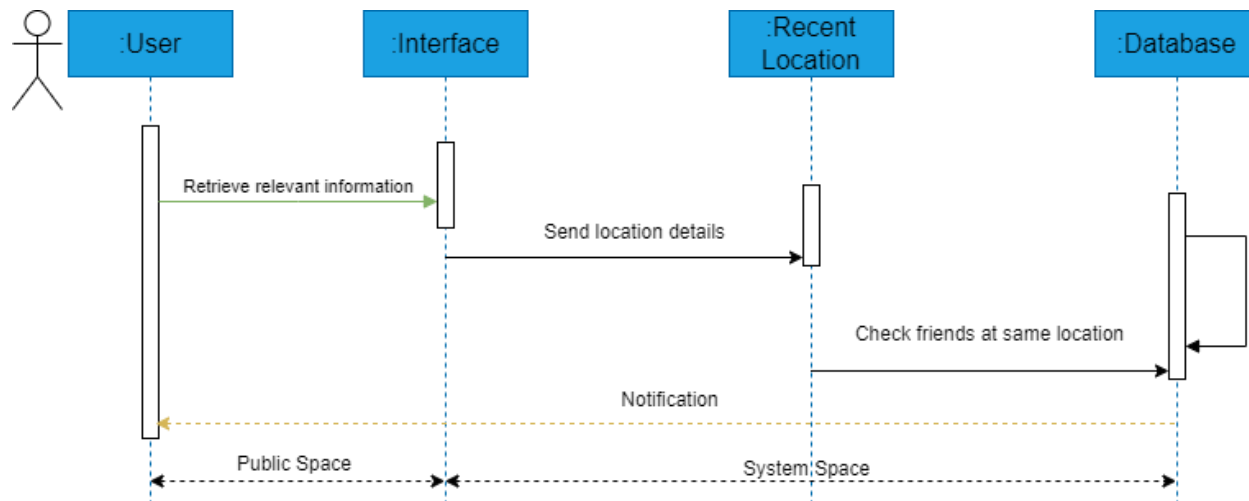 :User
:Interface
:Recent
Location
:Database
Retrieve relevant information
Send location details
Check friends at same location
Notification
Public Space
System Space